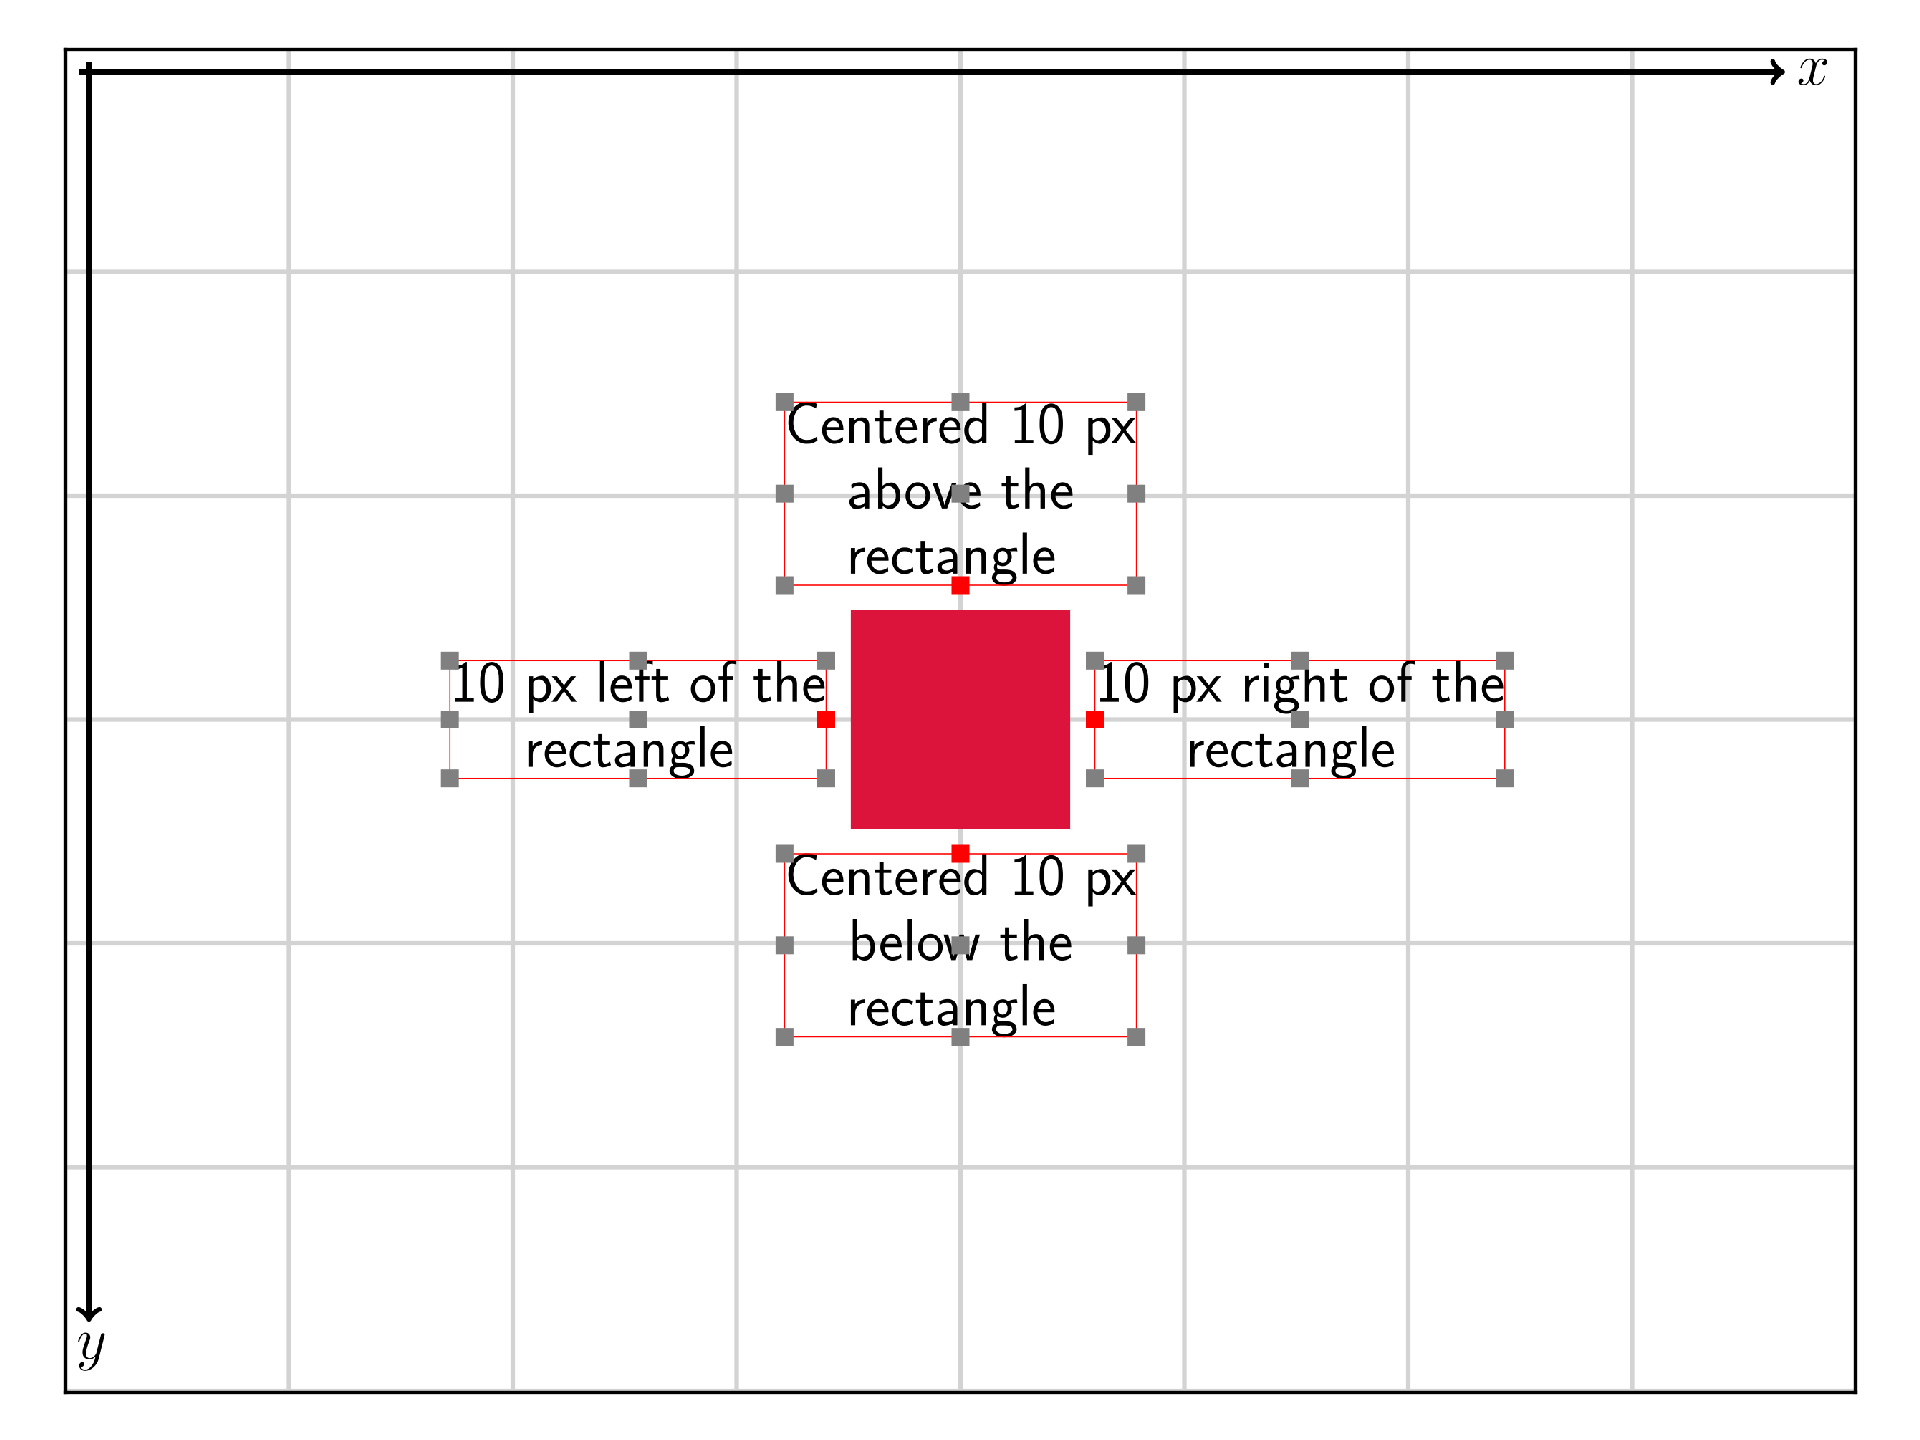 x
Centered 10 px
above the
rectangle
10 px left of the
rectangle
10 px right of the
rectangle
Centered 10 px
below the
rectangle
y